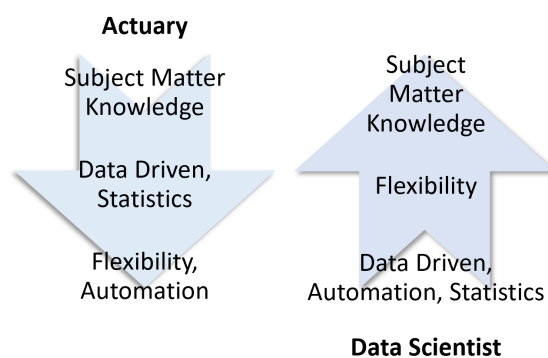 Actuary
Subject Matter
Knowledge
Data Driven,
Statistics
Flexibility,
Automation
Subject
Matter
Knowledge
Flexibility
Data Driven,
Automation, Statistics
Data Scientist